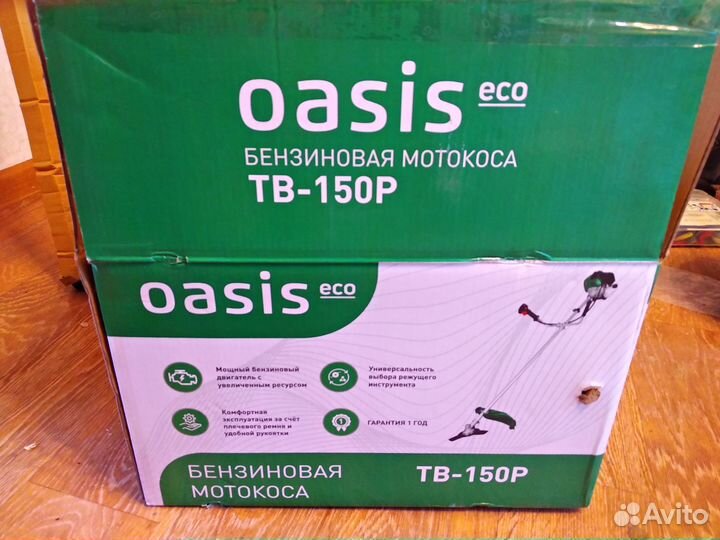 oasis eco
БЕНЗИНОВАЯ МОТОКОСА
TB-150P
oasis eco
Мощный Бензиновый
двигатель с
увеличенным ресурсом
Универсальность
выбора режущего
инструмента
Комфортная
эксплуатация за счёт
плечевого ремня и
удобной рукоятки
1
ГАРАНТИЯ 1 ГОД
БЕНЗИНОВАЯ
МОТОКОСА
TB-150P
Avito